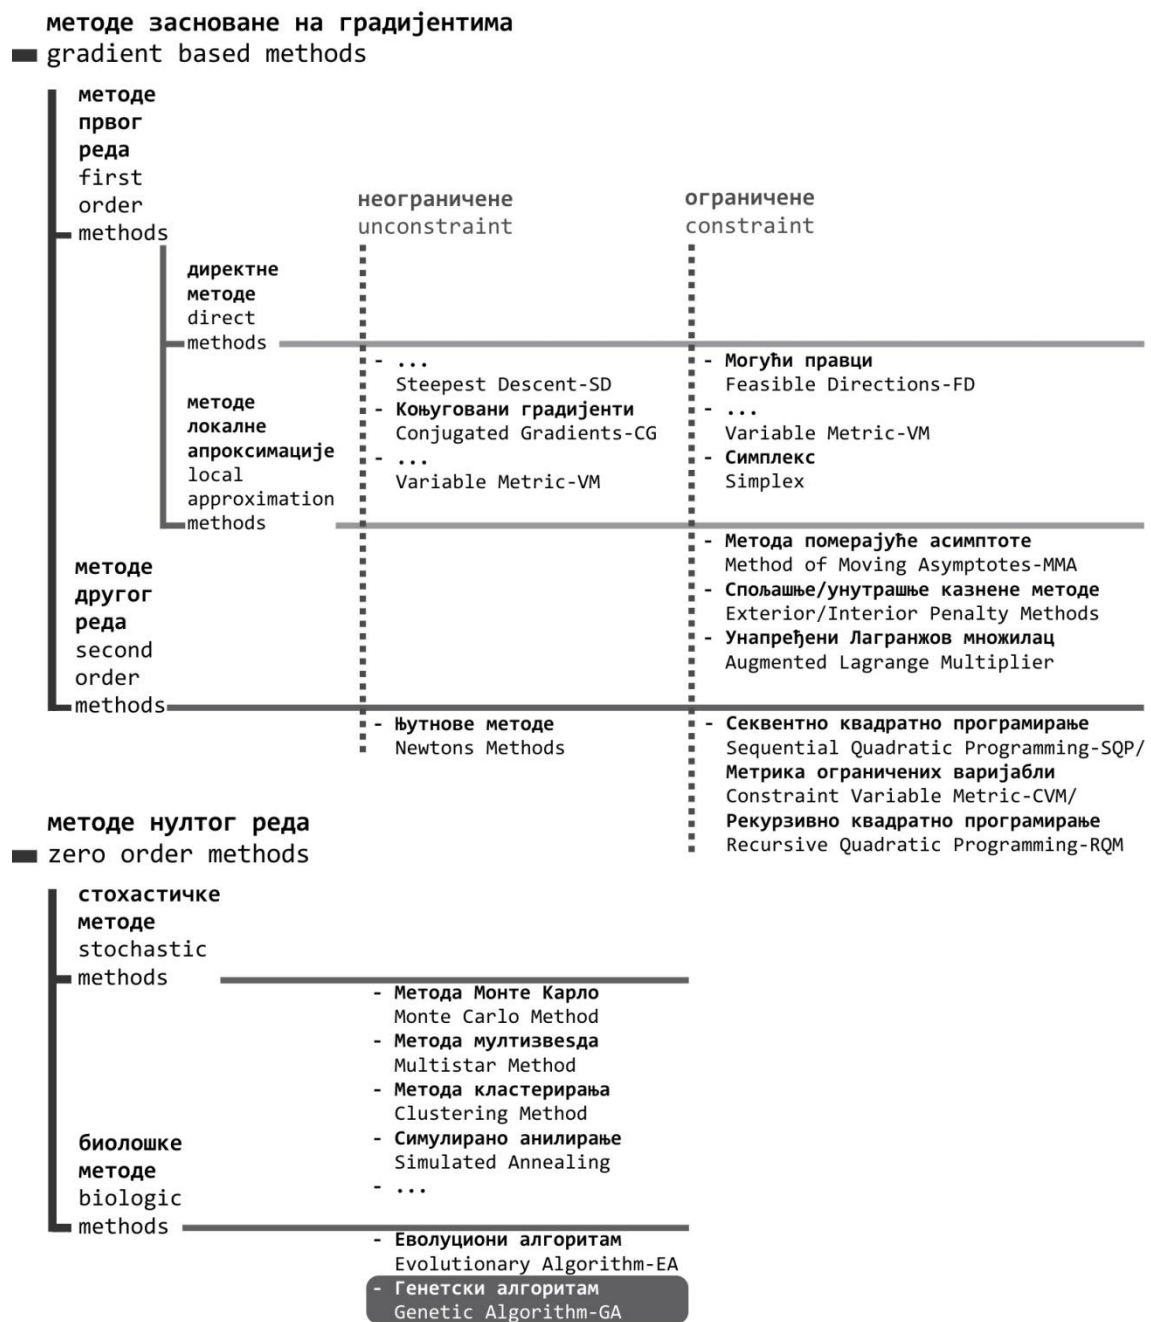 методе засноване на градијентима
gradient based methods
методе
првог
реда
first
order
methods
неограничене
unconstraint
ограничене
constraint
директне
методе
direct
methods
- ...
Steepest Descent-SD
- Коњуговани градијенти
Conjugated Gradients-CG
- ...
Variable Metric-VM
- Могући правци
Feasible Directions-FD
- ...
Variable Metric-VM
- Симплекс
Simplex
методе
локалне
апроксимације
local
approximation
methods
- Метода померајуће асимптоте
Method of Moving Asymptotes-MMA
- Спољашње/унутрашње казнене методе
Exterior/Interior Penalty Methods
- Унапређени Лагранжов множилац
Augmented Lagrange Multiplier
методе
другог
реда
second
order
methods
- Њутнове методе
Newtons Methods
- Секвентно квадратно програмирање
Sequential Quadratic Programming-SQP/
Метрика ограничених варијабли
Constraint Variable Metric-CVM/
Рекурзивно квадратно програмирање
Recursive Quadratic Programming-RQM
методе нултог реда
zero order methods
стохастичке
методе
stochastic
methods
- Метода Монте Карло
Monte Carlo Method
- Метода мултизвеѕда
Multistar Method
- Метода кластерирања
Clustering Method
- Симулирано анилирање
Simulated Annealing
- ...
биолошке
методе
biologic
methods
- Еволуциони алгоритам
Evolutionary Algorithm-EA
- Генетски алгоритам
Genetic Algorithm-GA